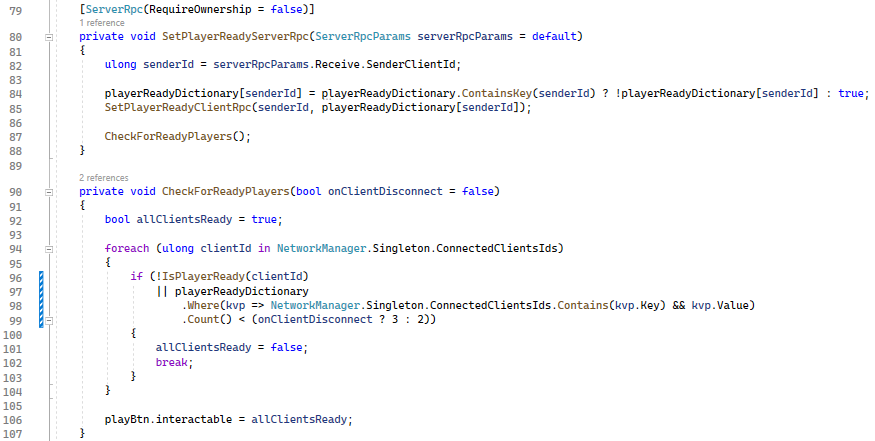 79 [ServerRpc(RequireOwnership = false)]
1 reference
80 private void SetPlayerReadyServerRpc(ServerRpcParams serverRpcParams = default)
81 {
82 ulong senderId = serverRpcParams.Receive.SenderClientId;
83
84 playerReadyDictionary[senderId] = playerReadyDictionary.ContainsKey(senderId) ? !playerReadyDictionary[senderId] : true;
85 SetPlayerReadyClientRpc(senderId, playerReadyDictionary[senderId]);
86
87 CheckForReadyPlayers();
88 }
89
2 references
90 private void CheckForReadyPlayers(bool onClientDisconnect = false)
91 {
92 bool allClientsReady = true;
93
94 foreach (ulong clientId in NetworkManager.Singleton.ConnectedClientsIds)
95 {
96 if (!IsPlayerReady(clientId)
97 || playerReadyDictionary
98 .Where(kvp => NetworkManager.Singleton.ConnectedClientsIds.Contains(kvp.Key) && kvp.Value)
99 .Count() < (onClientDisconnect ? 3 : 2))
100 {
101 allClientsReady = false;
102 break;
103 }
104 }
105
106 playBtn.interactable = allClientsReady;
107 }